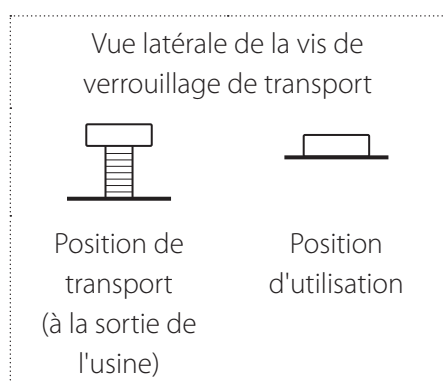 Vue latérale de la vis de
verrouillage de transport
Position de
transport
(à la sortie de
l'usine)
Position
d'utilisation